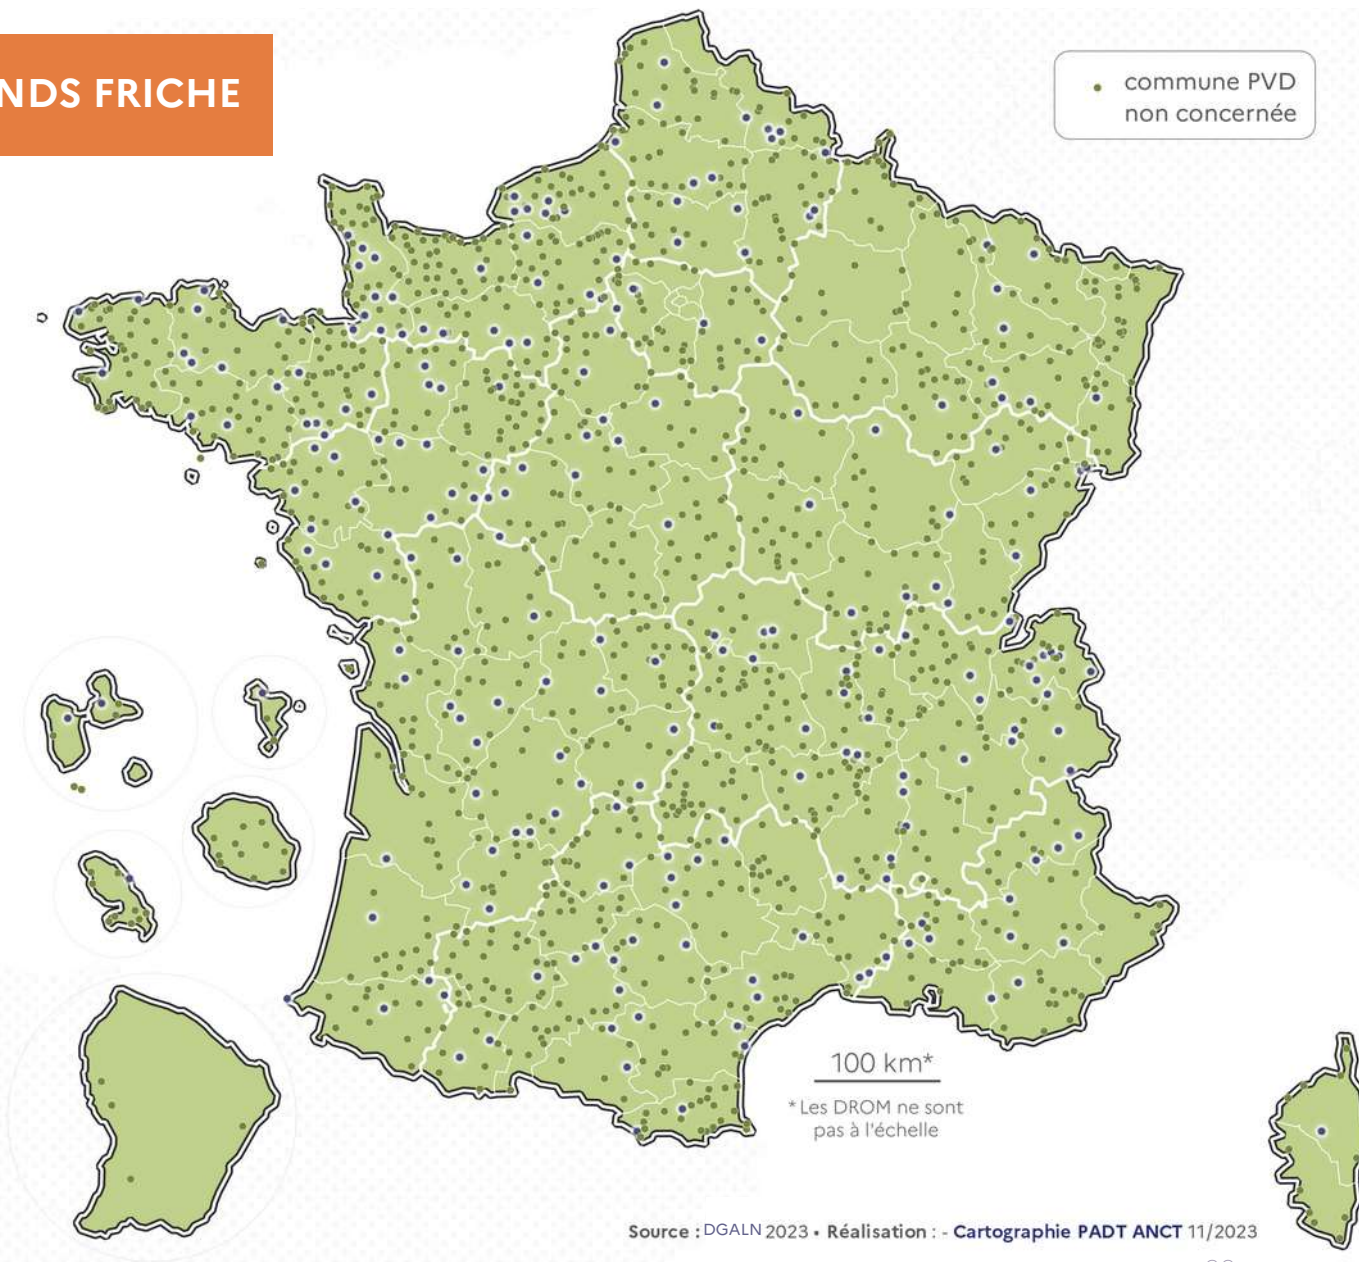 NDS FRICHE
commune PVD
non concernée
100 km*
* Les DROM ne sont
pas à l'échelle
Source : DGALN 2023 • Réalisation : - Cartographie PADT ANCT 11/2023